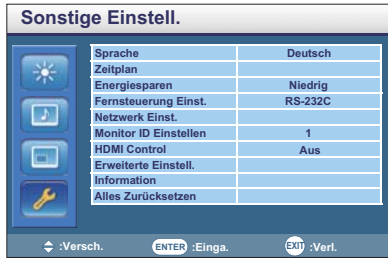 Sonstige Einstell.
Sprache Deutsch
Zeitplan
Energiesparen Niedrig
Fernsteuerung Einst. RS-232C
Netzwerk Einst.
Monitor ID Einstellen 1
HDMI Control Aus
Erweiterte Einstell.
Information
Alles Zurücksetzen
:Versch. ENTER :Einga. EXIT :Verl.